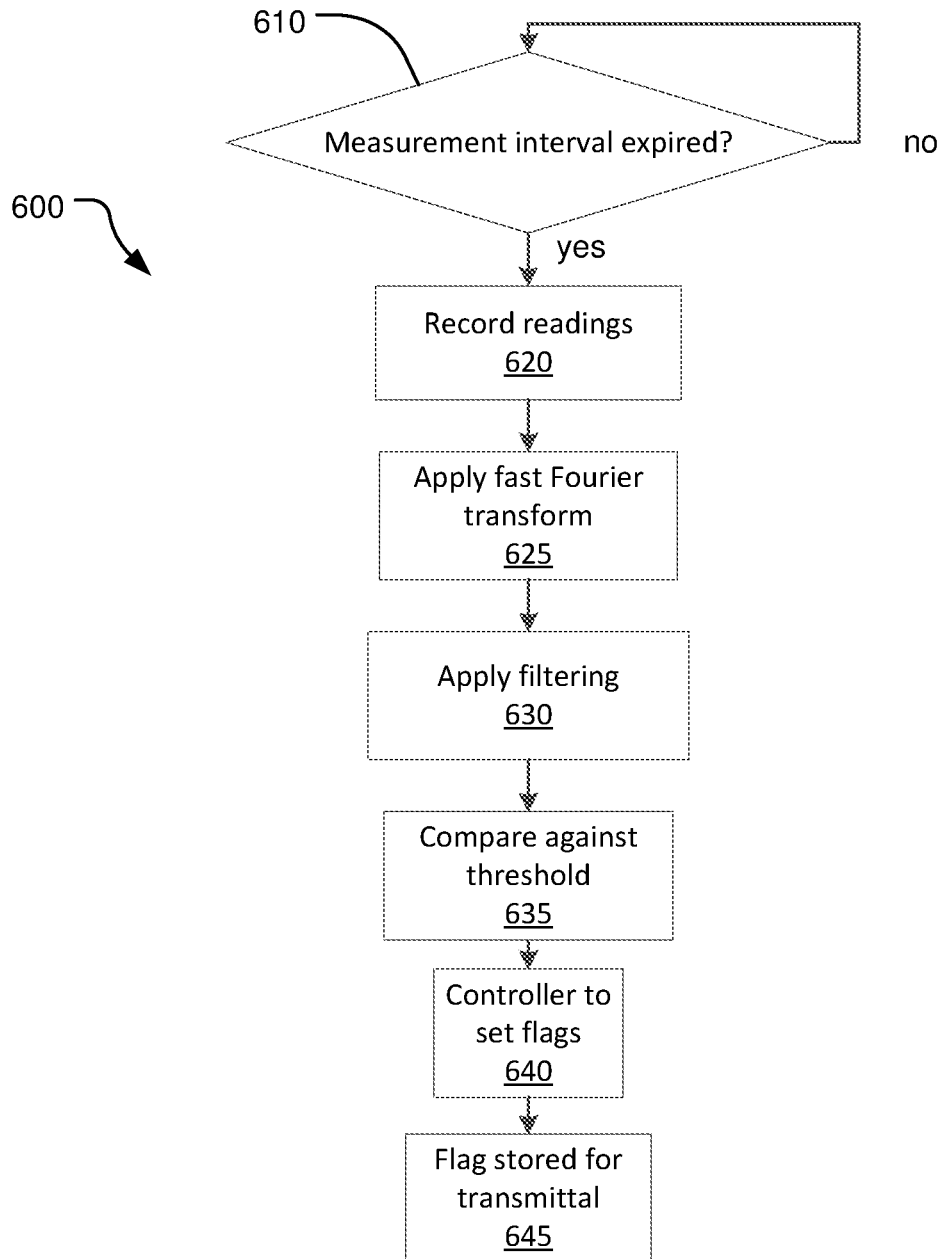 610
Measurement interval expired?
no
600
yes
Record readings
620
Apply fast Fourier
transform
625
Apply filtering
630
Compare against
threshold
635
Controller to
set flags
640
Flag stored for
transmittal
645